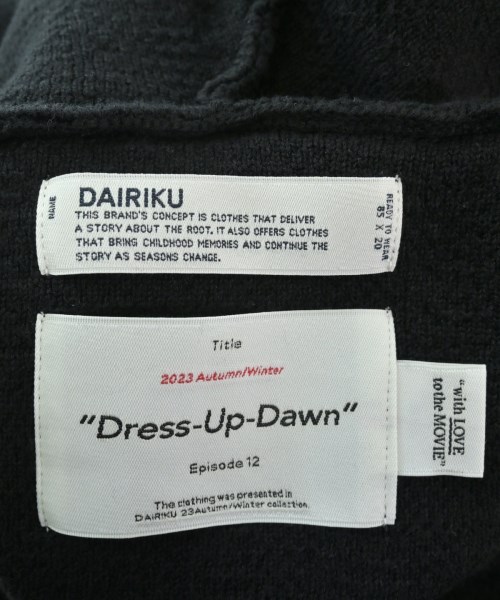 NAME
DAIRIKU
THIS BRAND'S CONCEPT IS CLOTHES THAT DELIVER
A STORY ABOUT THE ROOT. IT ALSO OFFERS CLOTHES
THAT BRING CHILDHOOD MEMORIES AND CONTINUE THE
STORY AS SEASONS CHANGE.
READY TO WEAR
85 X 20
Title
2023 Autumn/Winter
"Dress-Up-Dawn"
Episode 12
The clothing was presented in
DAIRIKU 23Autumn/Winter collection.
"with LOVE
to the MOVIE"